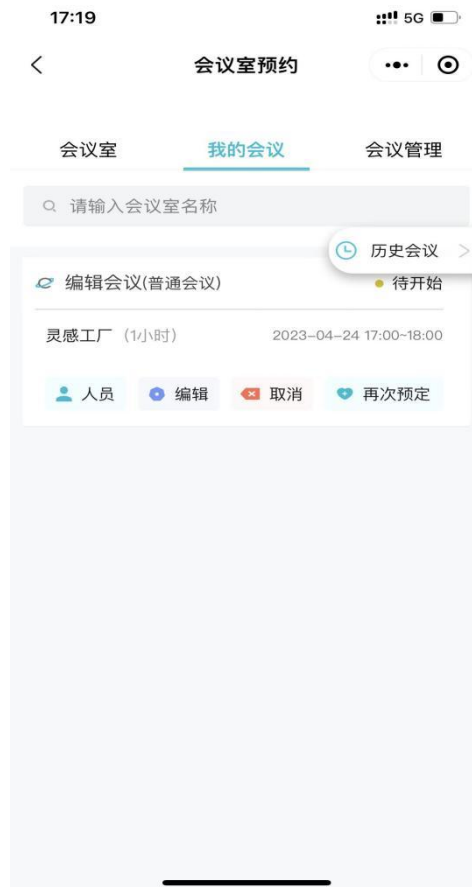 17:19 5G
会议室预约
会议室 我的会议 会议管理
请输入会议室名称
历史会议
编辑会议(普通会议) 待开始
灵感工厂 (1小时) 2023-04-24 17:00~18:00
人员 编辑 取消 再次预定